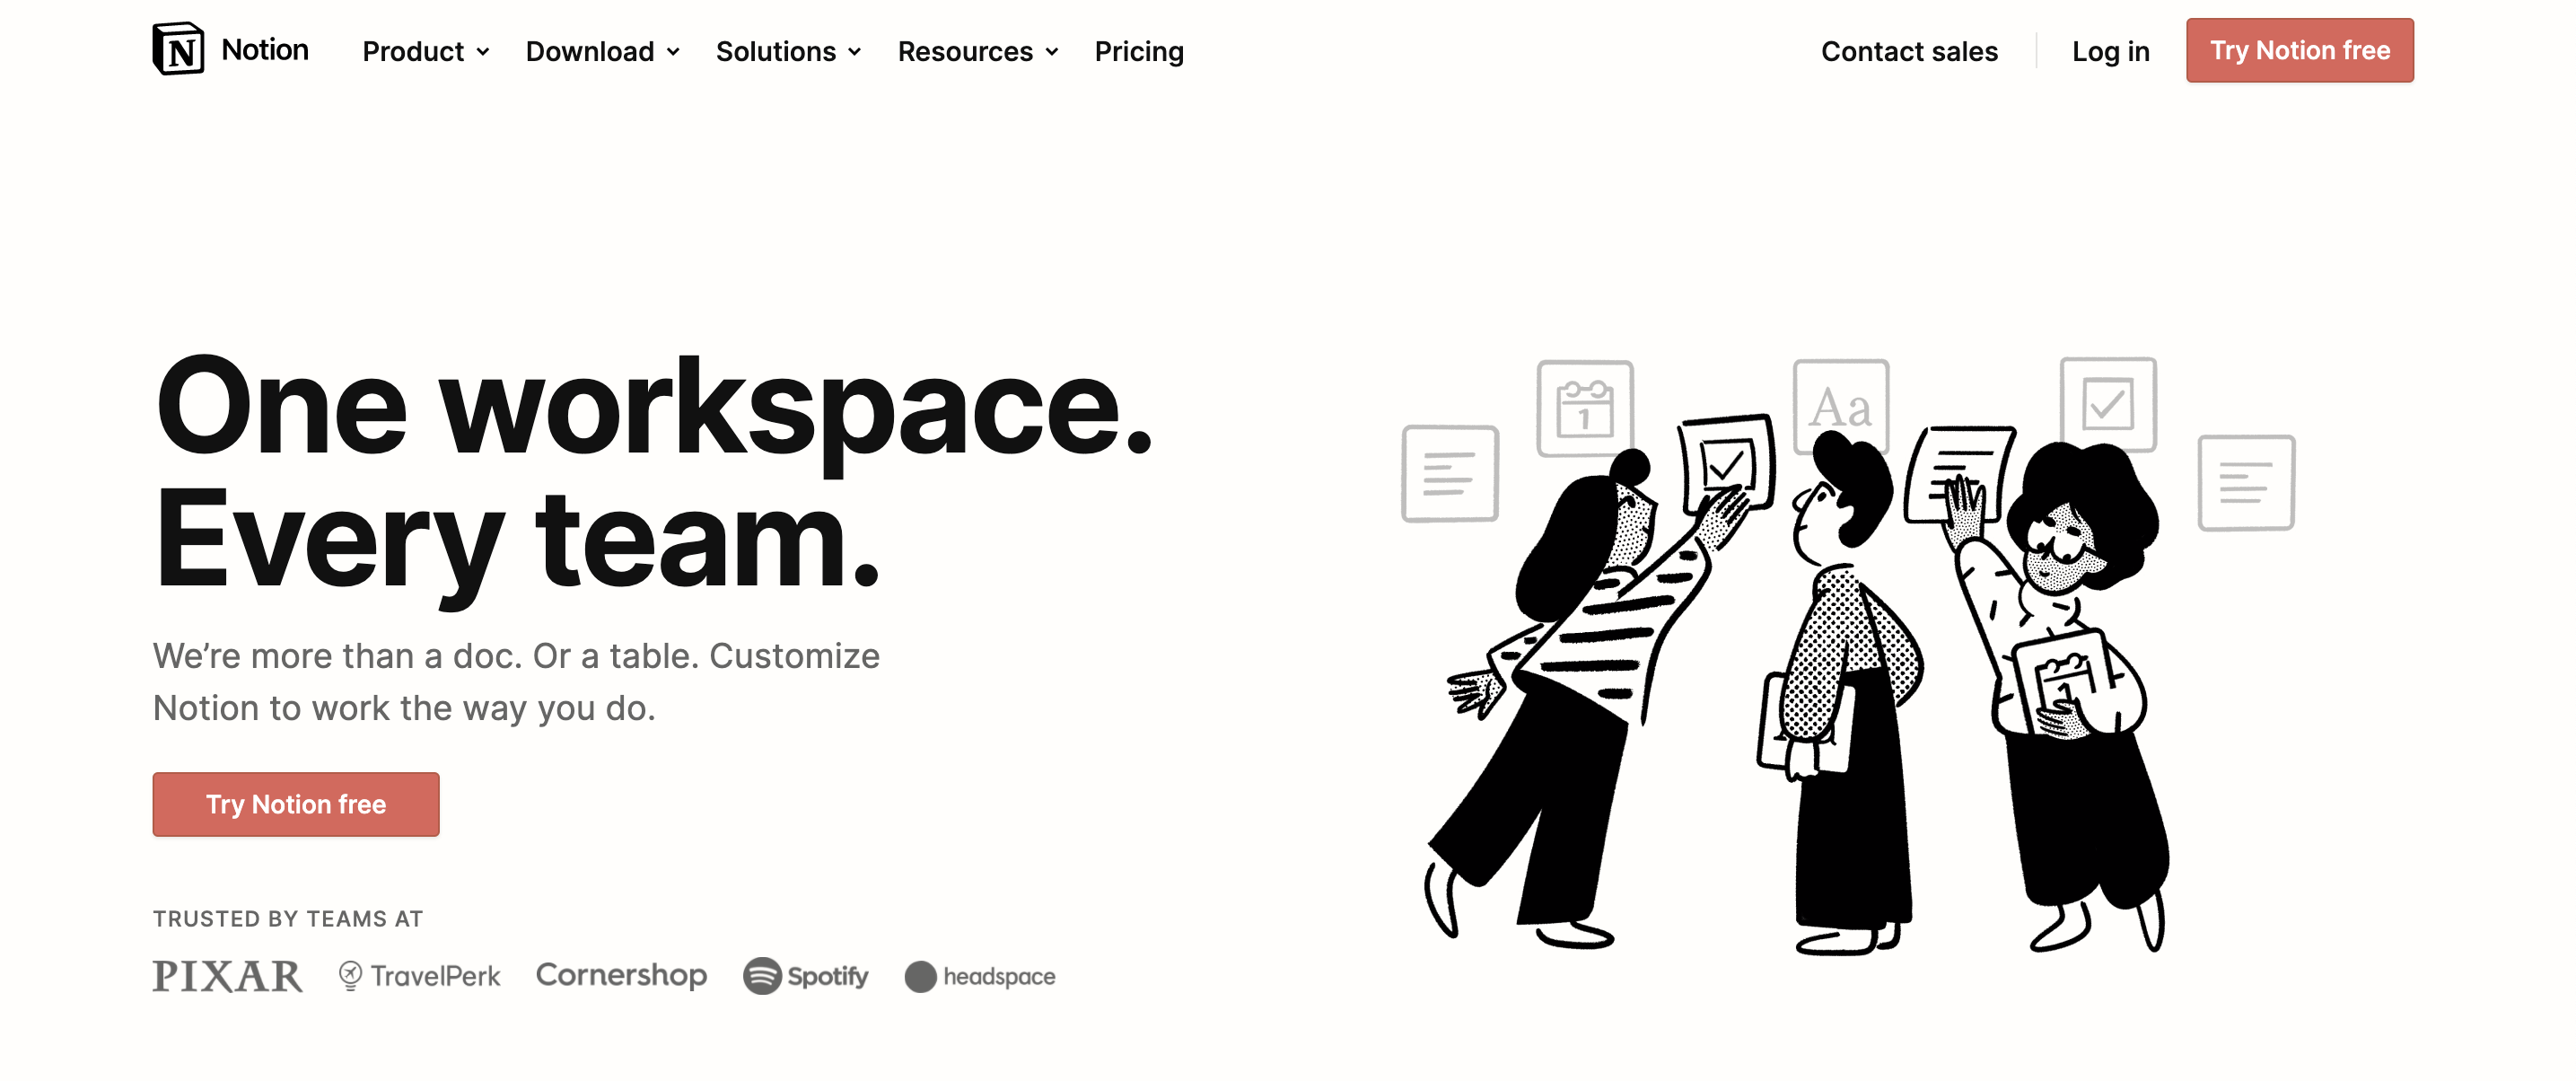 Notion
Product
Download
Solutions
Resources
Pricing
Contact sales
Log in
Try Notion free
One workspace.
Every team.
We’re more than a doc. Or a table. Customize
Notion to work the way you do.
Try Notion free
TRUSTED BY TEAMS AT
PIXAR
TravelPerk
Cornershop
Spotify
headspace
1
Aa
1